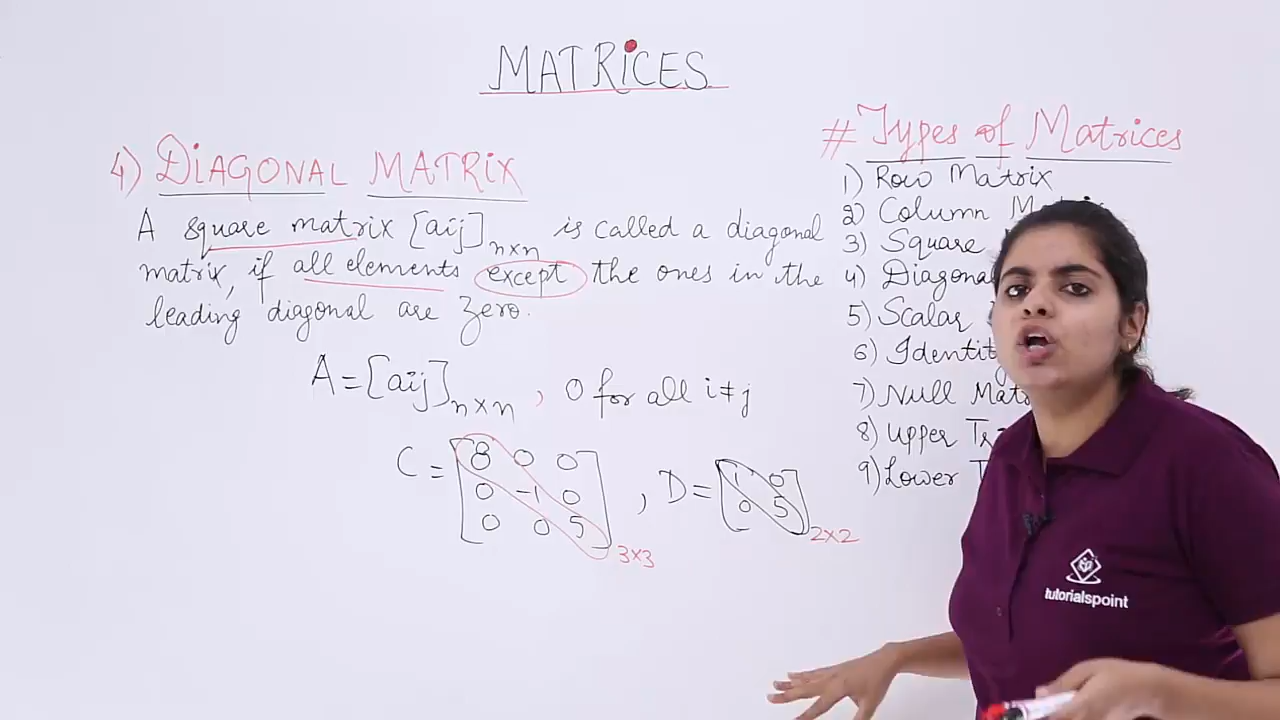 MATRiCES
4) DiAGONAL MATRiX
A square matrix [aij]n×n is called a diagonal
matrix, if all elements except the ones in the
leading diagonal are zero.
A = [aij]n×n , 0 for all i≠j
C = [8 0 0
0 -1 0
0 0 5]3×3
, D = [1 0
0 5]2×2
# Types of Matrices
1) Row Matrix
2) Column
3) Square
4) Diagonal
5) Scalar
6)
7) Null
8) Upper
9) Lower
tutorialspoint